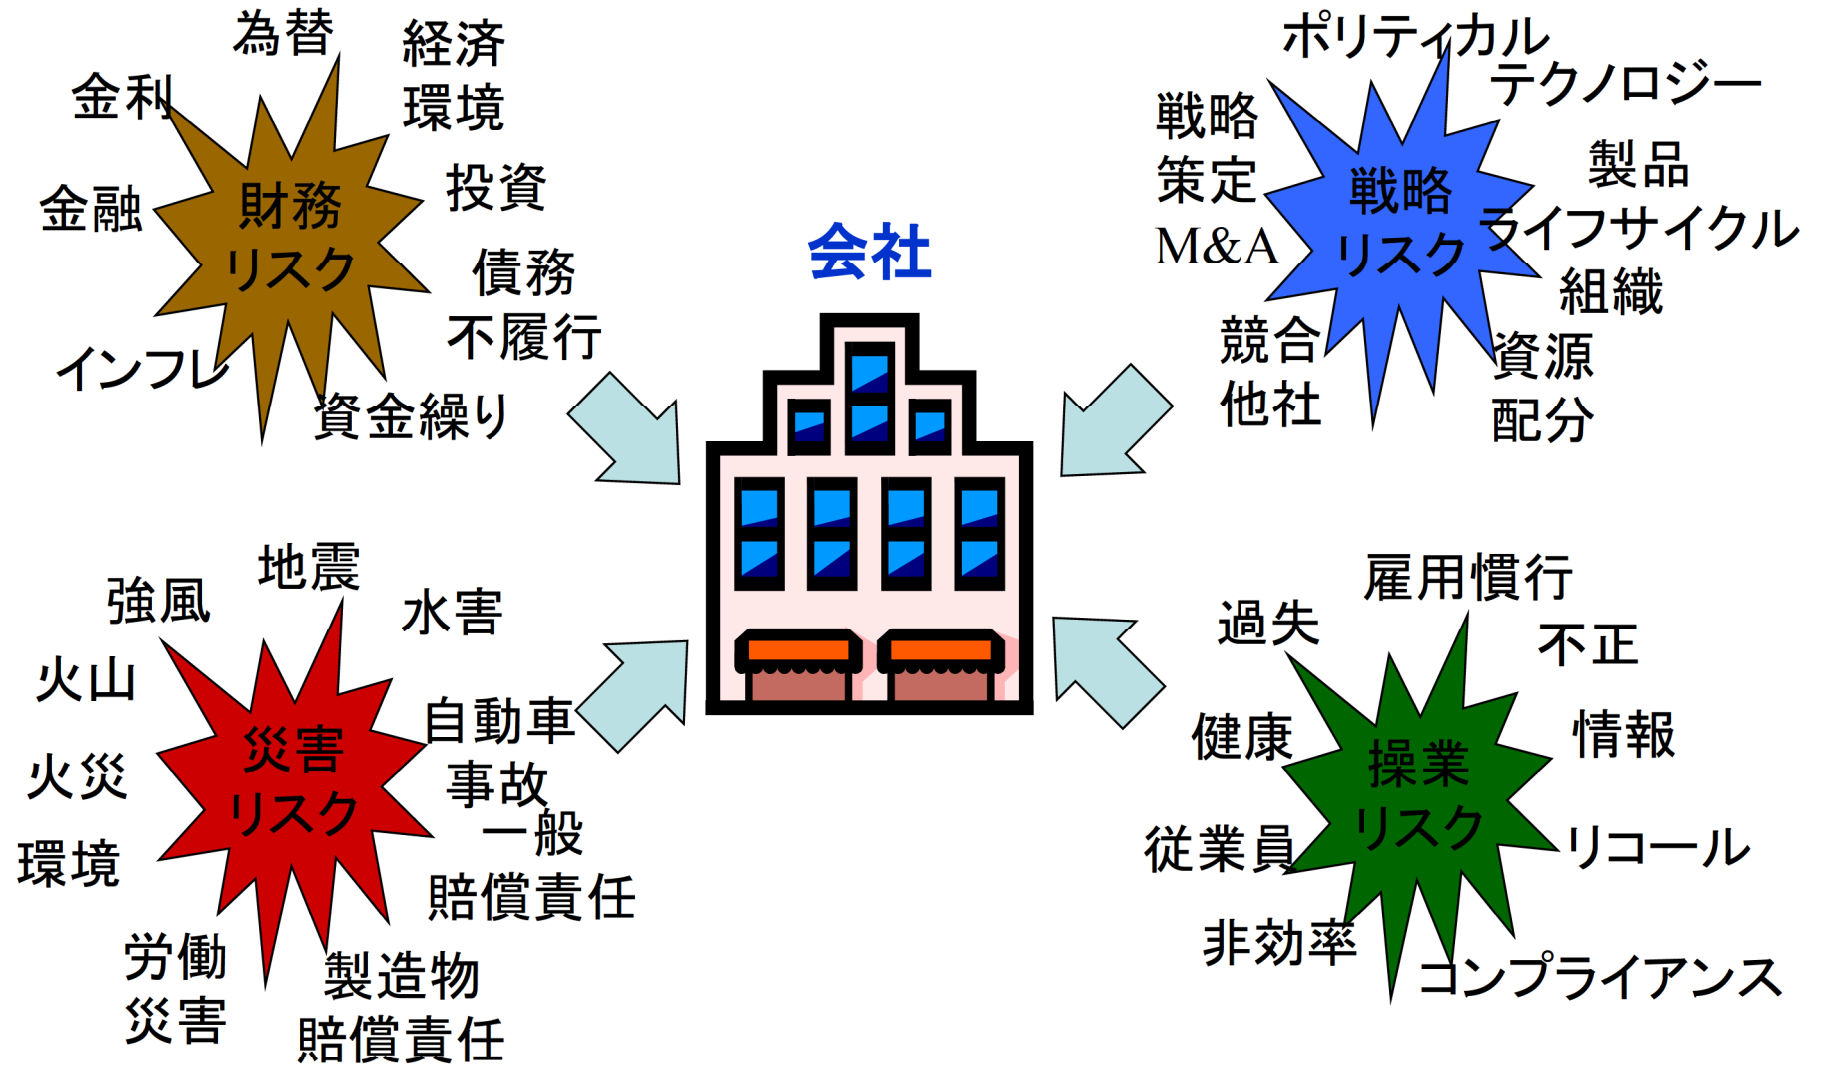 為替
経済
環境
金利
投資
金融
財務
リスク
債務
不履行
インフレ
資金繰り
会社
ポリティカル
テクノロジー
戦略
策定
M&A
製品
ライフサイクル
戦略
リスク
組織
競合
他社
資源
配分
地震
強風
水害
火山
自動車
事故
火災
災害
リスク
一般
賠償責任
環境
労働
災害
製造物
賠償責任
雇用慣行
過失
不正
健康
情報
操業
リスク
従業員
リコール
非効率
コンプライアンス